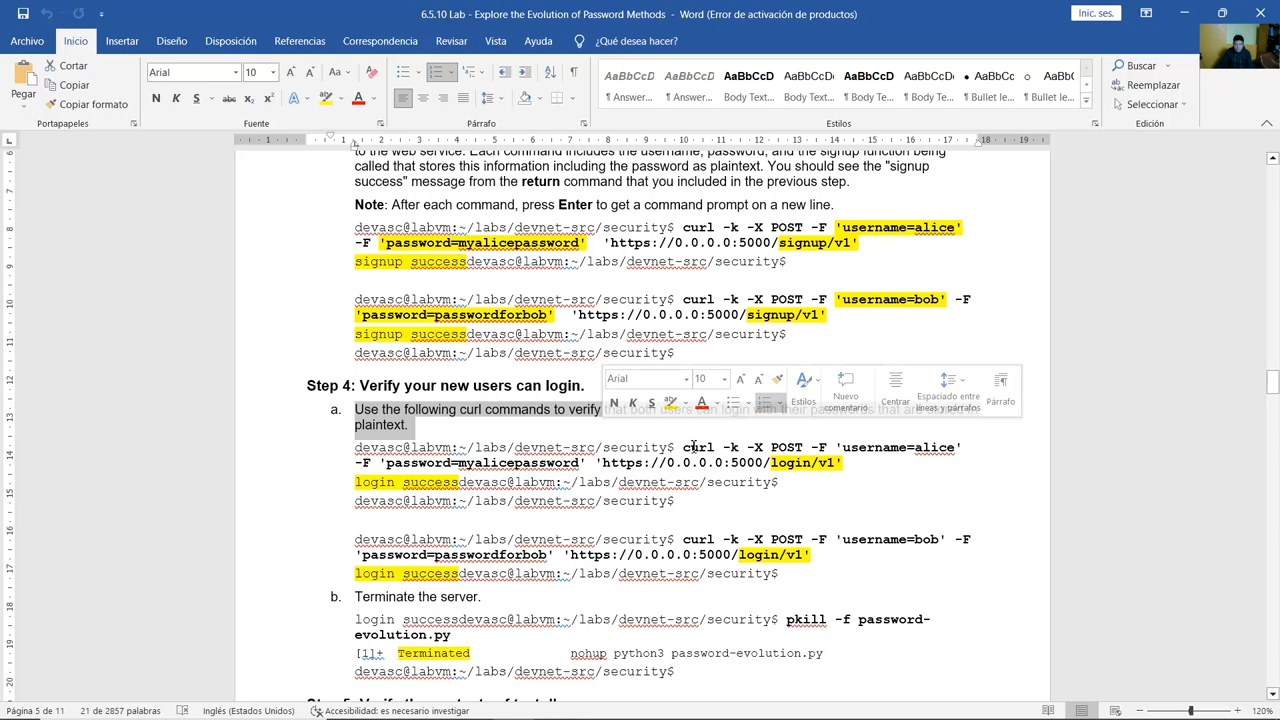 6.5.10 Lab - Explore the Evolution of Password Methods - Word (Error de activación de productos)
Inic. ses.
Archivo Inicio Insertar Diseño Disposición Referencias Correspondencia Revisar Vista Ayuda ¿Qué desea hacer?
Pegar
Cortar
Copiar
Copiar formato
Portapapeles
Arial 10
Fuente
Párrafo
AaBbCcD AaBbCcD AaBbCcD AaBbCcD AaBbCcD AaBbCcD AaBbCc AaBbC
¶ Answer... ¶ Answer... Body Text... Body Text... Body Text... ¶ Body Te... ¶ Bullet le... ¶ Bullet le...
Estilos
Buscar
Reemplazar
Seleccionar
Edición
to the web service. Each command includes the username, password, and the signup function being
called that stores this information including the password as plaintext. You should see the "signup
success" message from the return command that you included in the previous step.
Note: After each command, press Enter to get a command prompt on a new line.
devasc@labvm:~/labs/devnet-src/security$ curl -k -X POST -F 'username=alice'
-F 'password=myalicepassword' 'https://0.0.0.0:5000/signup/v1'
signup successdevasc@labvm:~/labs/devnet-src/security$
devasc@labvm:~/labs/devnet-src/security$ curl -k -X POST -F 'username=bob' -F
'password=passwordforbob' 'https://0.0.0.0:5000/signup/v1'
signup successdevasc@labvm:~/labs/devnet-src/security$
devasc@labvm:~/labs/devnet-src/security$
Step 4: Verify your new users can login.
Arial 10
Estilos
Nuevo comentario
Centrar
Espaciado entre líneas y párrafos
Párrafo
a. Use the following curl commands to verify that both users can login with their passwords that are stored in
plaintext.
devasc@labvm:~/labs/devnet-src/security$ curl -k -X POST -F 'username=alice'
-F 'password=myalicepassword' 'https://0.0.0.0:5000/login/v1'
login successdevasc@labvm:~/labs/devnet-src/security$
devasc@labvm:~/labs/devnet-src/security$
devasc@labvm:~/labs/devnet-src/security$ curl -k -X POST -F 'username=bob' -F
'password=passwordforbob' 'https://0.0.0.0:5000/login/v1'
login successdevasc@labvm:~/labs/devnet-src/security$
b. Terminate the server.
login successdevasc@labvm:~/labs/devnet-src/security$ pkill -f password-
evolution.py
[1]+ Terminated nohup python3 password-evolution.py
devasc@labvm:~/labs/devnet-src/security$
Página 5 de 11 21 de 2857 palabras Inglés (Estados Unidos) Accesibilidad: es necesario investigar 120%